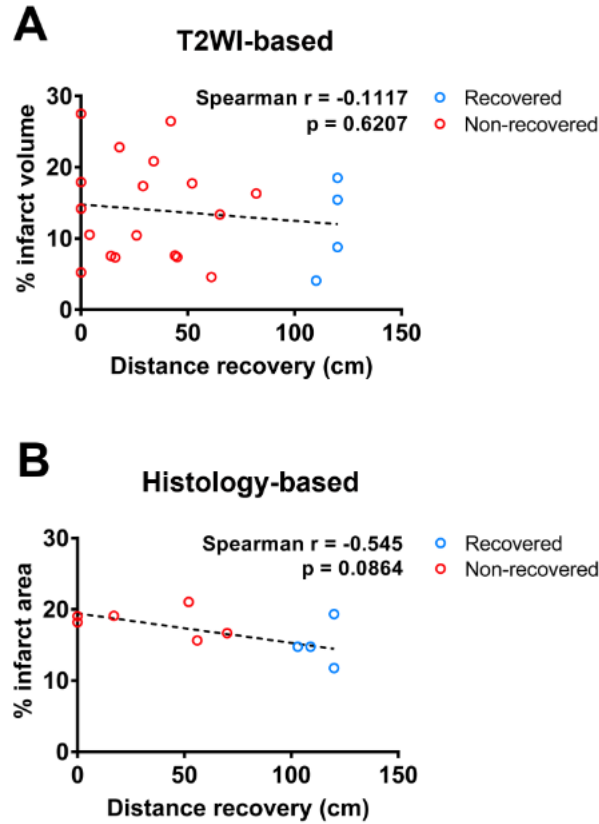 A
T2WI-based
Spearman r = -0.1117
p = 0.6207
Recovered
Non-recovered
% infarct volume
30
20
10
0
0 50 100 150
Distance recovery (cm)
B
Histology-based
Spearman r = -0.545
p = 0.0864
Recovered
Non-recovered
% infarct area
30
20
10
0
0 50 100 150
Distance recovery (cm)